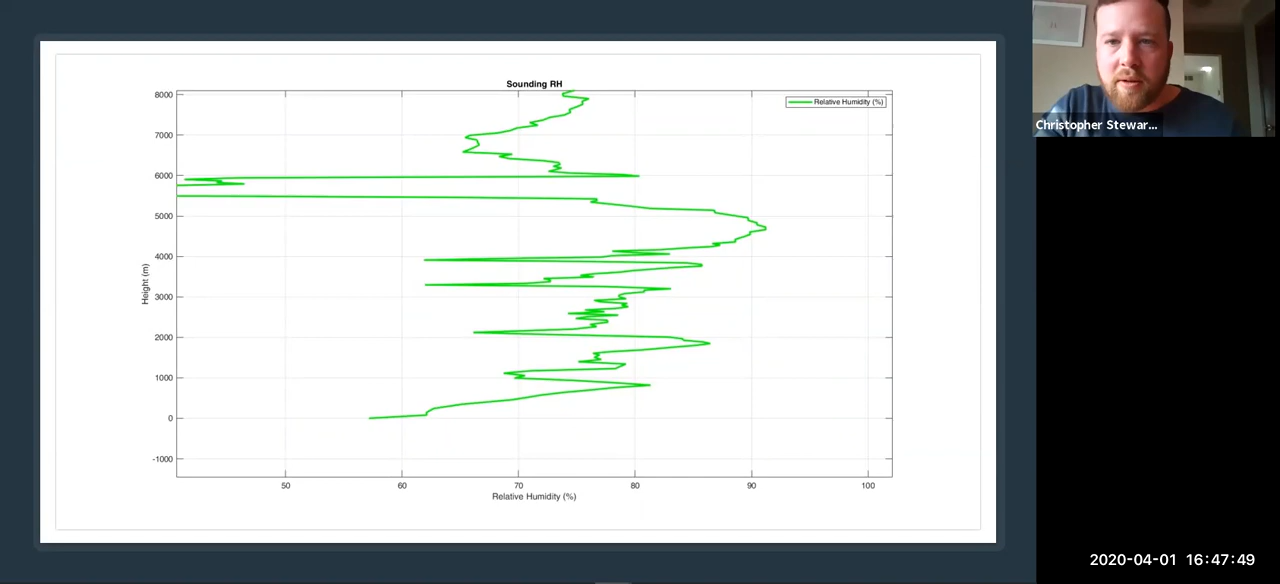 Sounding RH
Relative Humidity (%)
8000
7000
6000
5000
4000
3000
2000
1000
0
-1000
Height (m)
50 60 70 80 90 100
Relative Humidity (%)
Christopher Stewar...
2020-04-01 16:47:49